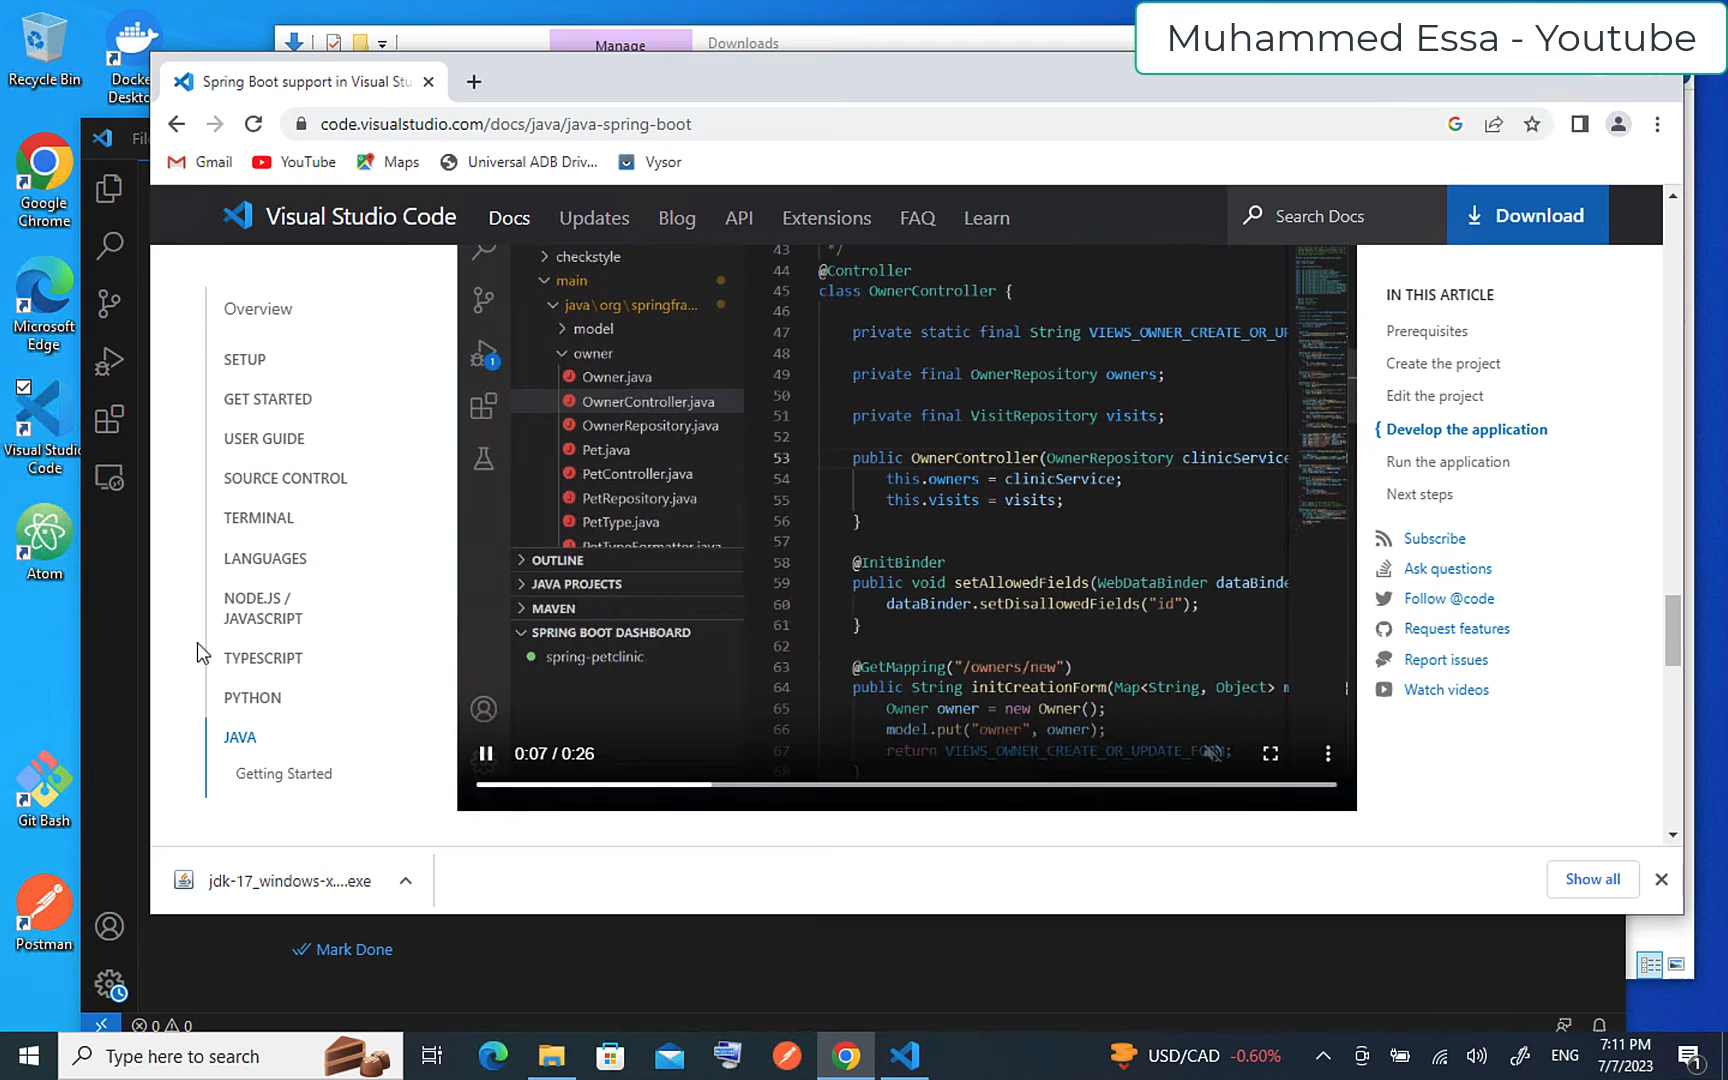 Muhammed Essa - Youtube
Manage
Downloads
Recycle Bin
Docke
Deskto
Google
Chrome
Microsoft
Edge
Visual Studio
Code
Atom
Git Bash
Postman
Spring Boot support in Visual Stu
code.visualstudio.com/docs/java/java-spring-boot
Gmail
YouTube
Maps
Universal ADB Driv...
Vysor
Visual Studio Code
Docs
Updates
Blog
API
Extensions
FAQ
Learn
Search Docs
Download
Overview
SETUP
GET STARTED
USER GUIDE
SOURCE CONTROL
TERMINAL
LANGUAGES
NODE.JS /
JAVASCRIPT
TYPESCRIPT
PYTHON
JAVA
Getting Started
checkstyle
main
java\org\springfra...
model
owner
Owner.java
OwnerController.java
OwnerRepository.java
Pet.java
PetController.java
PetRepository.java
PetType.java
PetTypeFormatter.java
OUTLINE
JAVA PROJECTS
MAVEN
SPRING BOOT DASHBOARD
spring-petclinic
1
43 */
44 @Controller
45 class OwnerController {
46
47 private static final String VIEWS_OWNER_CREATE_OR_UP
48
49 private final OwnerRepository owners;
50
51 private final VisitRepository visits;
52
53 public OwnerController(OwnerRepository clinicService
54 this.owners = clinicService;
55 this.visits = visits;
56 }
57
58 @InitBinder
59 public void setAllowedFields(WebDataBinder dataBinde
60 dataBinder.setDisallowedFields("id");
61 }
62
63 @GetMapping("/owners/new")
64 public String initCreationForm(Map<String, Object> m
65 Owner owner = new Owner();
66 model.put("owner", owner);
67 return VIEWS_OWNER_CREATE_OR_UPDATE_FORM;
68 }
0:07 / 0:26
IN THIS ARTICLE
Prerequisites
Create the project
Edit the project
Develop the application
Run the application
Next steps
Subscribe
Ask questions
Follow @code
Request features
Report issues
Watch videos
jdk-17_windows-x....exe
Show all
Mark Done
0 0
Type here to search
USD/CAD -0.60%
ENG
7:11 PM
7/7/2023
1